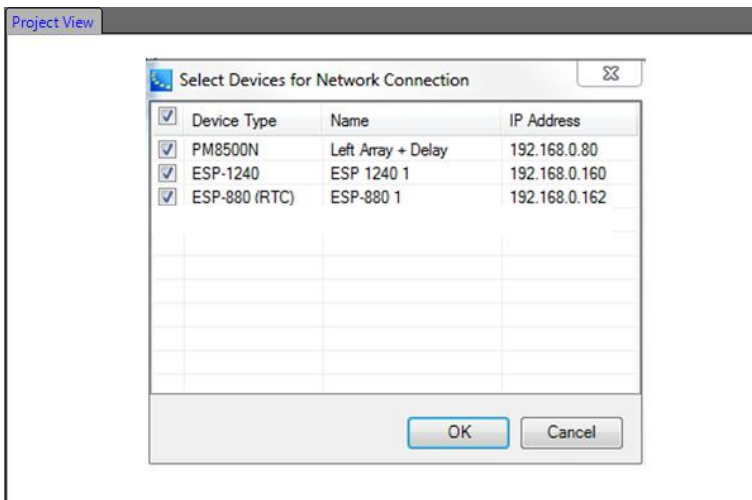 Project View
Select Devices for Network Connection
Device Type Name IP Address
PM8500N Left Array + Delay 192.168.0.80
ESP-1240 ESP 1240 1 192.168.0.160
ESP-880 (RTC) ESP-880 1 192.168.0.162
OK Cancel